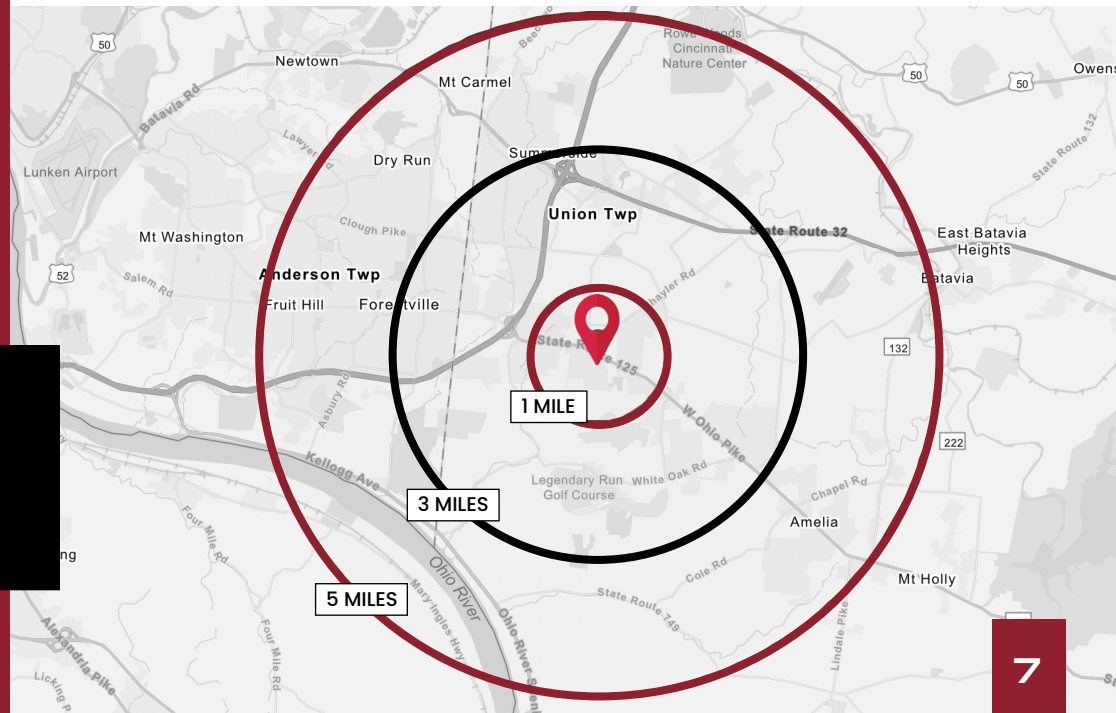 50
Newtown
Mt Carmel
Rowe Woods
Cincinnati
Nature Center
50
50
Batavia Rd
State Route 132
Lawyer Rd
Dry Run
Summerside
Lunken Airport
Union Twp
Clough Pike
Mt Washington
State Route 32
East Batavia
Heights
52
Salem Rd
Anderson Twp
Batavia
Fruit Hill
Forestville
State Route 125
132
Asbury Rd
1 MILE
W Ohio Pike
222
Kellogg Ave
Legendary Run
Golf Course
White Oak Rd
Chapel Rd
3 MILES
Amelia
Four Mile Rd
Ohio River
Cole Rd
Mt Holly
5 MILES
Mary Ingles Hwy
State Route 749
Lindale Pike
Four Mile Rd
Alexandria Pike
7